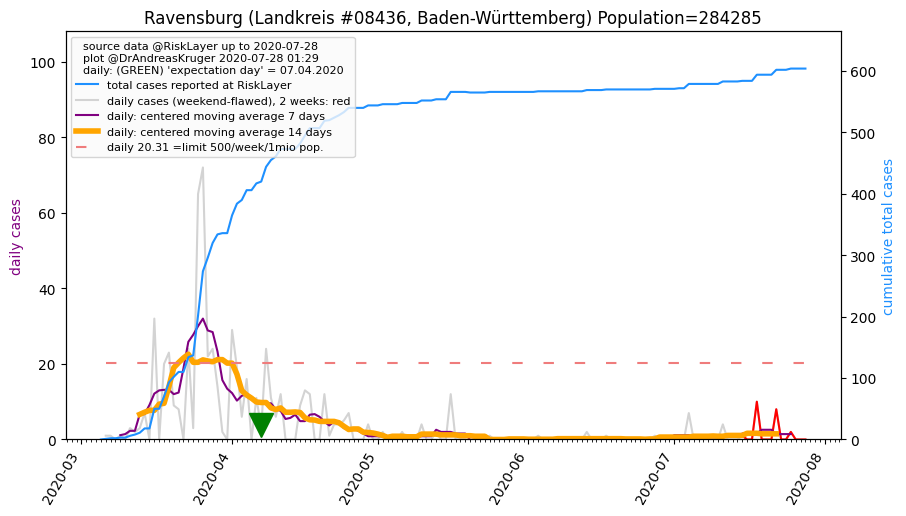 Ravensburg (Landkreis #08436, Baden-Württemberg) Population=284285
source data @RiskLayer up to 2020-07-28
plot @DrAndreasKruger 2020-07-28 01:29
daily: (GREEN) 'expectation day' = 07.04.2020
total cases reported at RiskLayer
daily cases (weekend-flawed), 2 weeks: red
daily: centered moving average 7 days
daily: centered moving average 14 days
daily 20.31 =limit 500/week/1mio pop.
daily cases
100
80
60
40
20
0
cumulative total cases
600
500
400
300
200
100
0
2020-03
2020-04
2020-05
2020-06
2020-07
2020-08